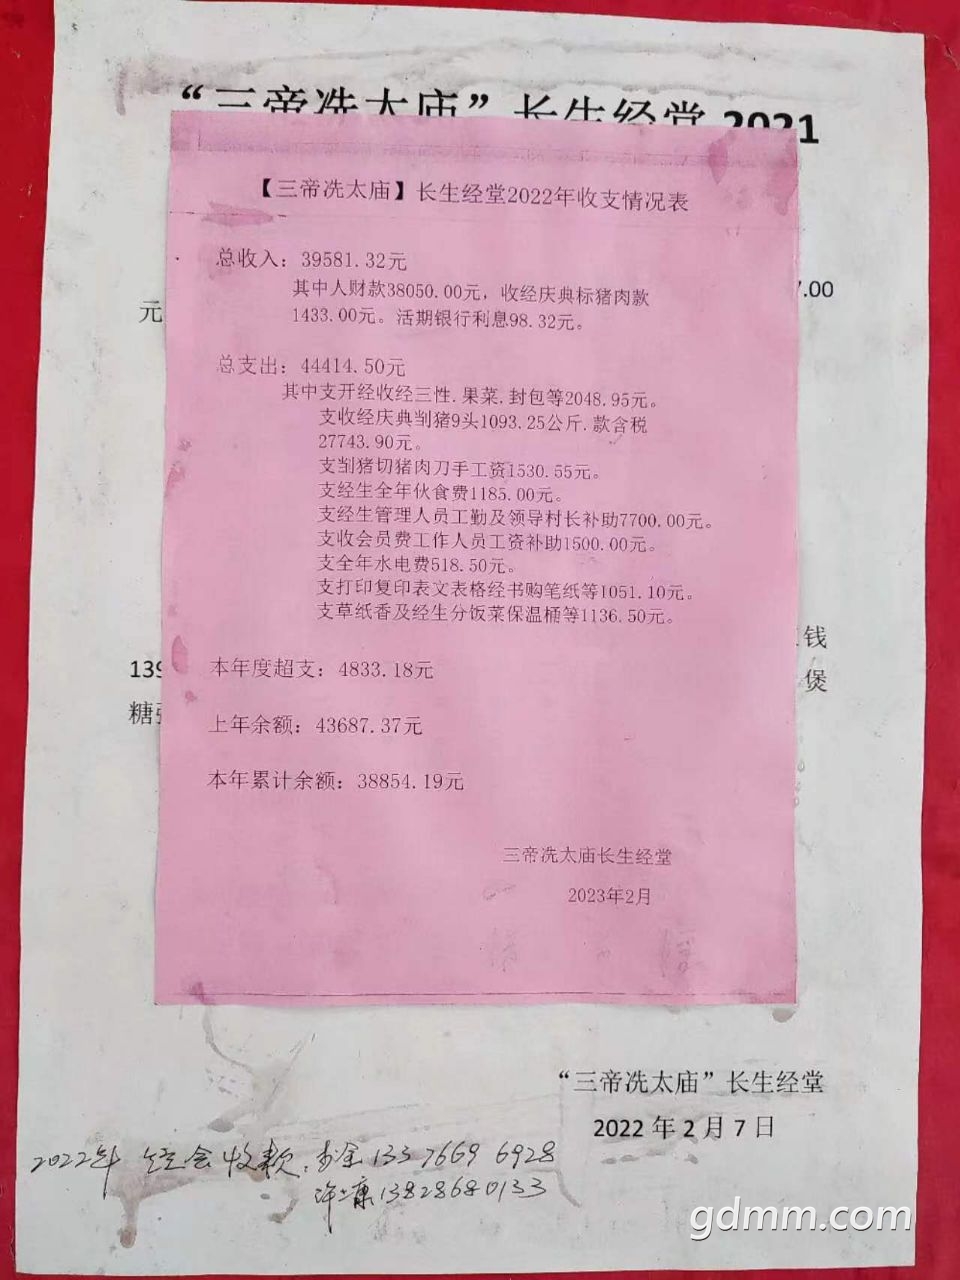 “三帝冼太庙”长生经堂 2021
【三帝冼太庙】长生经堂2022年收支情况表
总收入：39581.32元
其中人财款38050.00元，收经庆典标猪肉款
1433.00元。活期银行利息98.32元。
7.00
元
总支出：44414.50元
其中支开经收经三性.果菜.封包等2048.95元。
支收经庆典剖猪9头1093.25公斤.款含税
27743.90元。
支剖猪切猪肉刀手工资1530.55元。
支经生全年伙食费1185.00元。
支经生管理人员工勤及领导村长补助7700.00元。
支收会员费工作人员工资补助1500.00元。
支全年水电费518.50元。
支打印复印表文表格经书购笔纸等1051.10元。
支草纸香及经生分饭菜保温桶等1136.50元。
钱
139
煲
糖
本年度超支：4833.18元
上年余额：43687.37元
本年累计余额：38854.19元
三帝冼太庙长生经堂
2023年2月
“三帝冼太庙”长生经堂
2022 年 2 月 7 日
2022年 经会收款：李金 13376696928
许上康 13828680133
gdmm.com